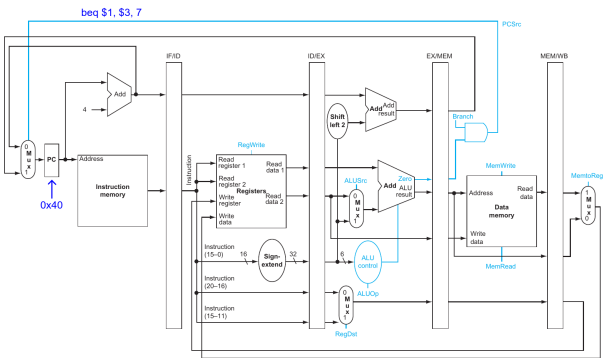 beq $1, $3, 7
PCSrc
IF/ID
ID/EX
EX/MEM
MEM/WB
Add
4
Shift
left 2
Add
Add
result
Branch
0
M
u
x
1
PC
0x40
Address
Instruction
memory
Instruction
RegWrite
Read
register 1
Read
register 2
Registers
Write
register
Write
data
Read
data 1
Read
data 2
ALUSrc
0
M
u
x
1
Zero
Add
ALU
result
MemWrite
Address
Read
data
Data
memory
Write
data
MemRead
MemtoReg
1
M
u
x
0
Instruction
(15–0)
16
Sign-
extend
32
6
ALU
control
ALUOp
Instruction
(20–16)
Instruction
(15–11)
0
M
u
x
1
RegDst